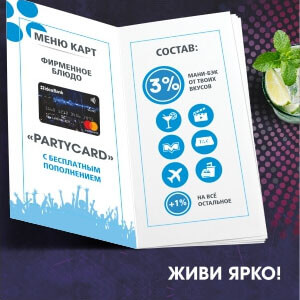 МЕНЮ КАРТ
ФИРМЕННОЕ
БЛЮДО
IdeaBank
«PARTYCARD»
С БЕСПЛАТНЫМ
ПОПОЛНЕНИЕМ
СОСТАВ:
3%
МАНИ-БЭК
ОТ ТВОИХ
ВКУСОВ
+1%
НА ВСЁ
ОСТАЛЬНОЕ
ЖИВИ ЯРКО!